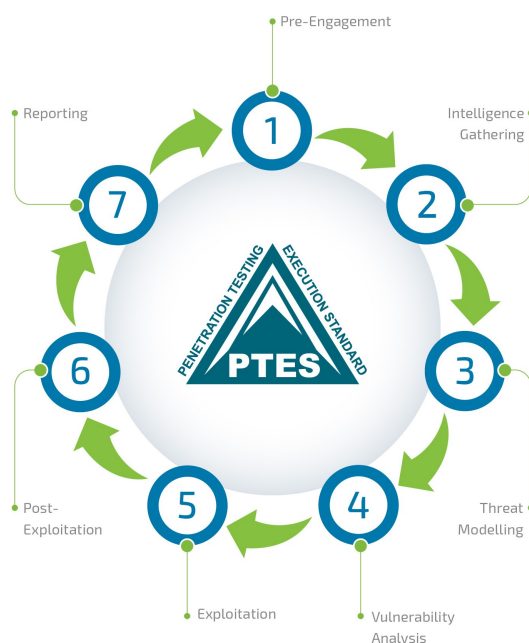 Pre-Engagement
1
Intelligence
Gathering
2
3
Threat
Modelling
4
Vulnerability
Analysis
5
Exploitation
6
Post-
Exploitation
7
Reporting
PENETRATION TESTING
EXECUTION STANDARD
PTES